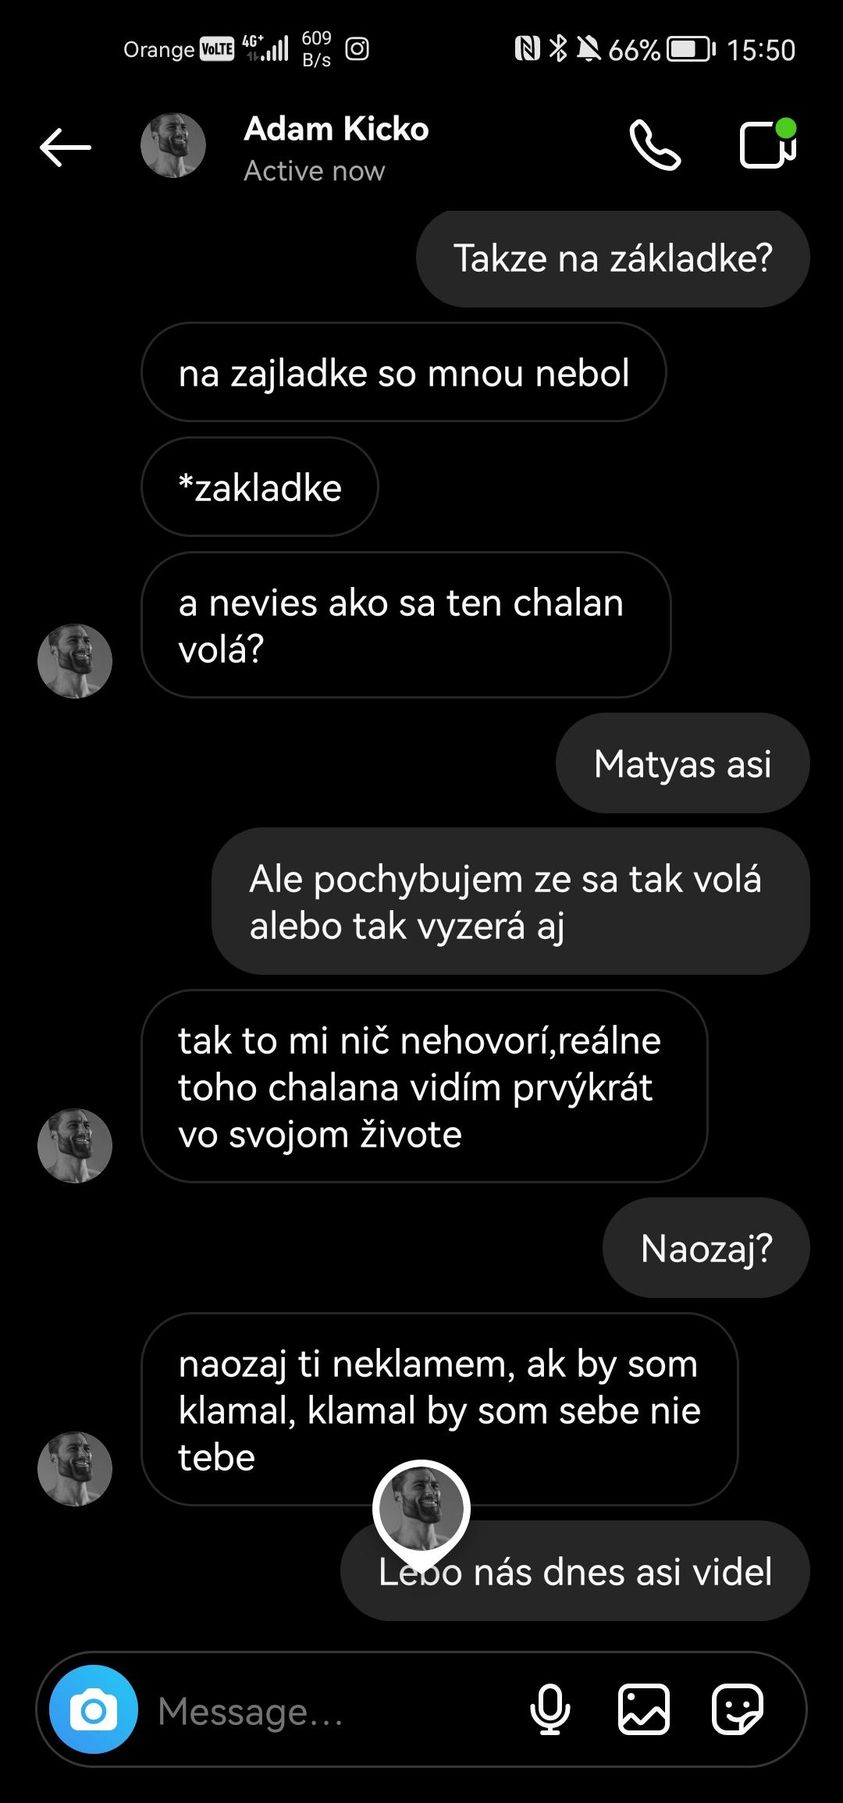 Orange VoLTE 4G+ 609 B/s 66% 15:50
Adam Kicko
Active now
Takze na základke?
na zajladke so mnou nebol
*zakladke
a nevies ako sa ten chalan
volá?
Matyas asi
Ale pochybujem ze sa tak volá
alebo tak vyzerá aj
tak to mi nič nehovorí,reálne
toho chalana vidím prvýkrát
vo svojom živote
Naozaj?
naozaj ti neklamem, ak by som
klamal, klamal by som sebe nie
tebe
Lebo nás dnes asi videl
Message...